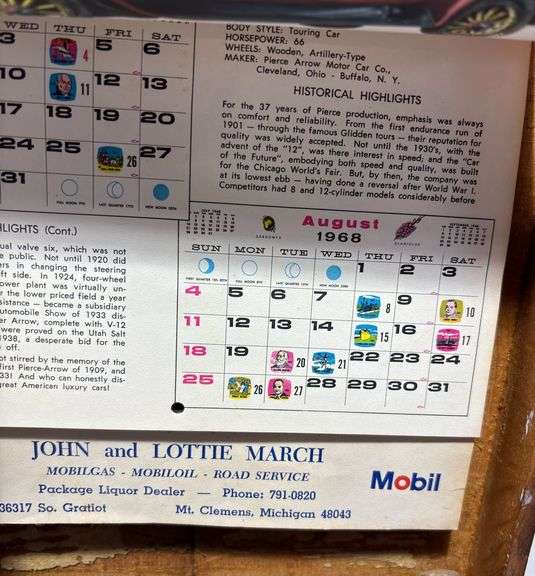 WED THU FRI SAT
3 4 5 6
10 11 12 13
17 18 19 20
24 25 26 27
31
FULL MOON 9TH LAST QUARTER 17TH NEW MOON 25TH
BODY STYLE: Touring Car
HORSEPOWER: 66
WHEELS: Wooden, Artillery-Type
MAKER: Pierce Arrow Motor Car Co.,
Cleveland, Ohio - Buffalo, N. Y.
HISTORICAL HIGHLIGHTS
For the 37 years of Pierce production, emphasis was always
on comfort and reliability. From the first endurance run of
1901 — through the famous Glidden tours — their reputation for
quality was widely accepted. Not until the 1930's, with the
advent of the "12", was there interest in speed; and the "Car
of the Future", embodying both speed and quality, was built
for the Chicago World's Fair. But, by then, the company was
at its lowest ebb — having done a reversal after World War I.
Competitors had 8 and 12-cylinder models considerably before
HLIGHTS (Cont.)
ual valve six, which was not
e public. Not until 1920 did
ers in changing the steering
ft side. In 1924, four-wheel
ower plant was virtually un-
r the lower priced field a year
sistance — became a subsidiary
utomobile Show of 1933 dis-
er Arrow, complete with V-12
were proved on the Utah Salt
1938, a desperate bid for the
off.
ot stirred by the memory of the
first Pierce-Arrow of 1909, and
33! And who can honestly dis-
reat American luxury cars!
August
1968
GLADIOLUS
SUN MON TUE WED THU FRI SAT
1 2 3
4 5 6 7 8 9 10
11 12 13 14 15 16 17
18 19 20 21 22 23 24
25 26 27 28 29 30 31
JOHN and LOTTIE MARCH
MOBILGAS - MOBILOIL - ROAD SERVICE
Package Liquor Dealer — Phone: 791-0820
36317 So. Gratiot Mt. Clemens, Michigan 48043
Mobil